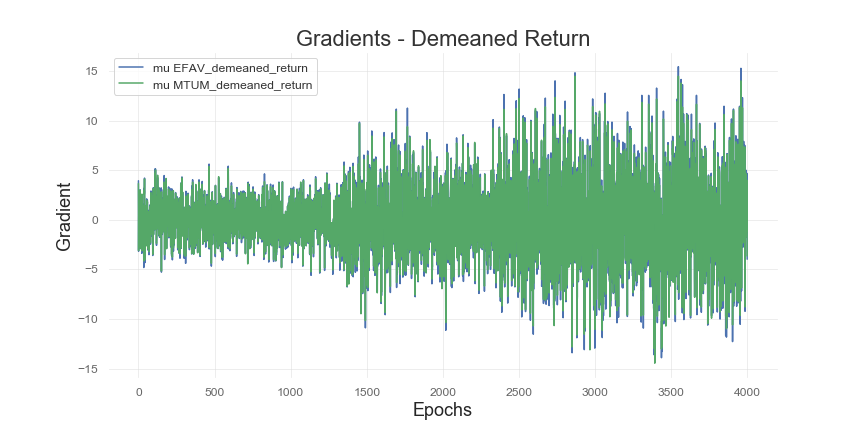 Gradients - Demeaned Return
mu EFAV_demeaned_return
mu MTUM_demeaned_return
15
10
5
0
−5
−10
−15
Gradient
0 500 1000 1500 2000 2500 3000 3500 4000
Epochs